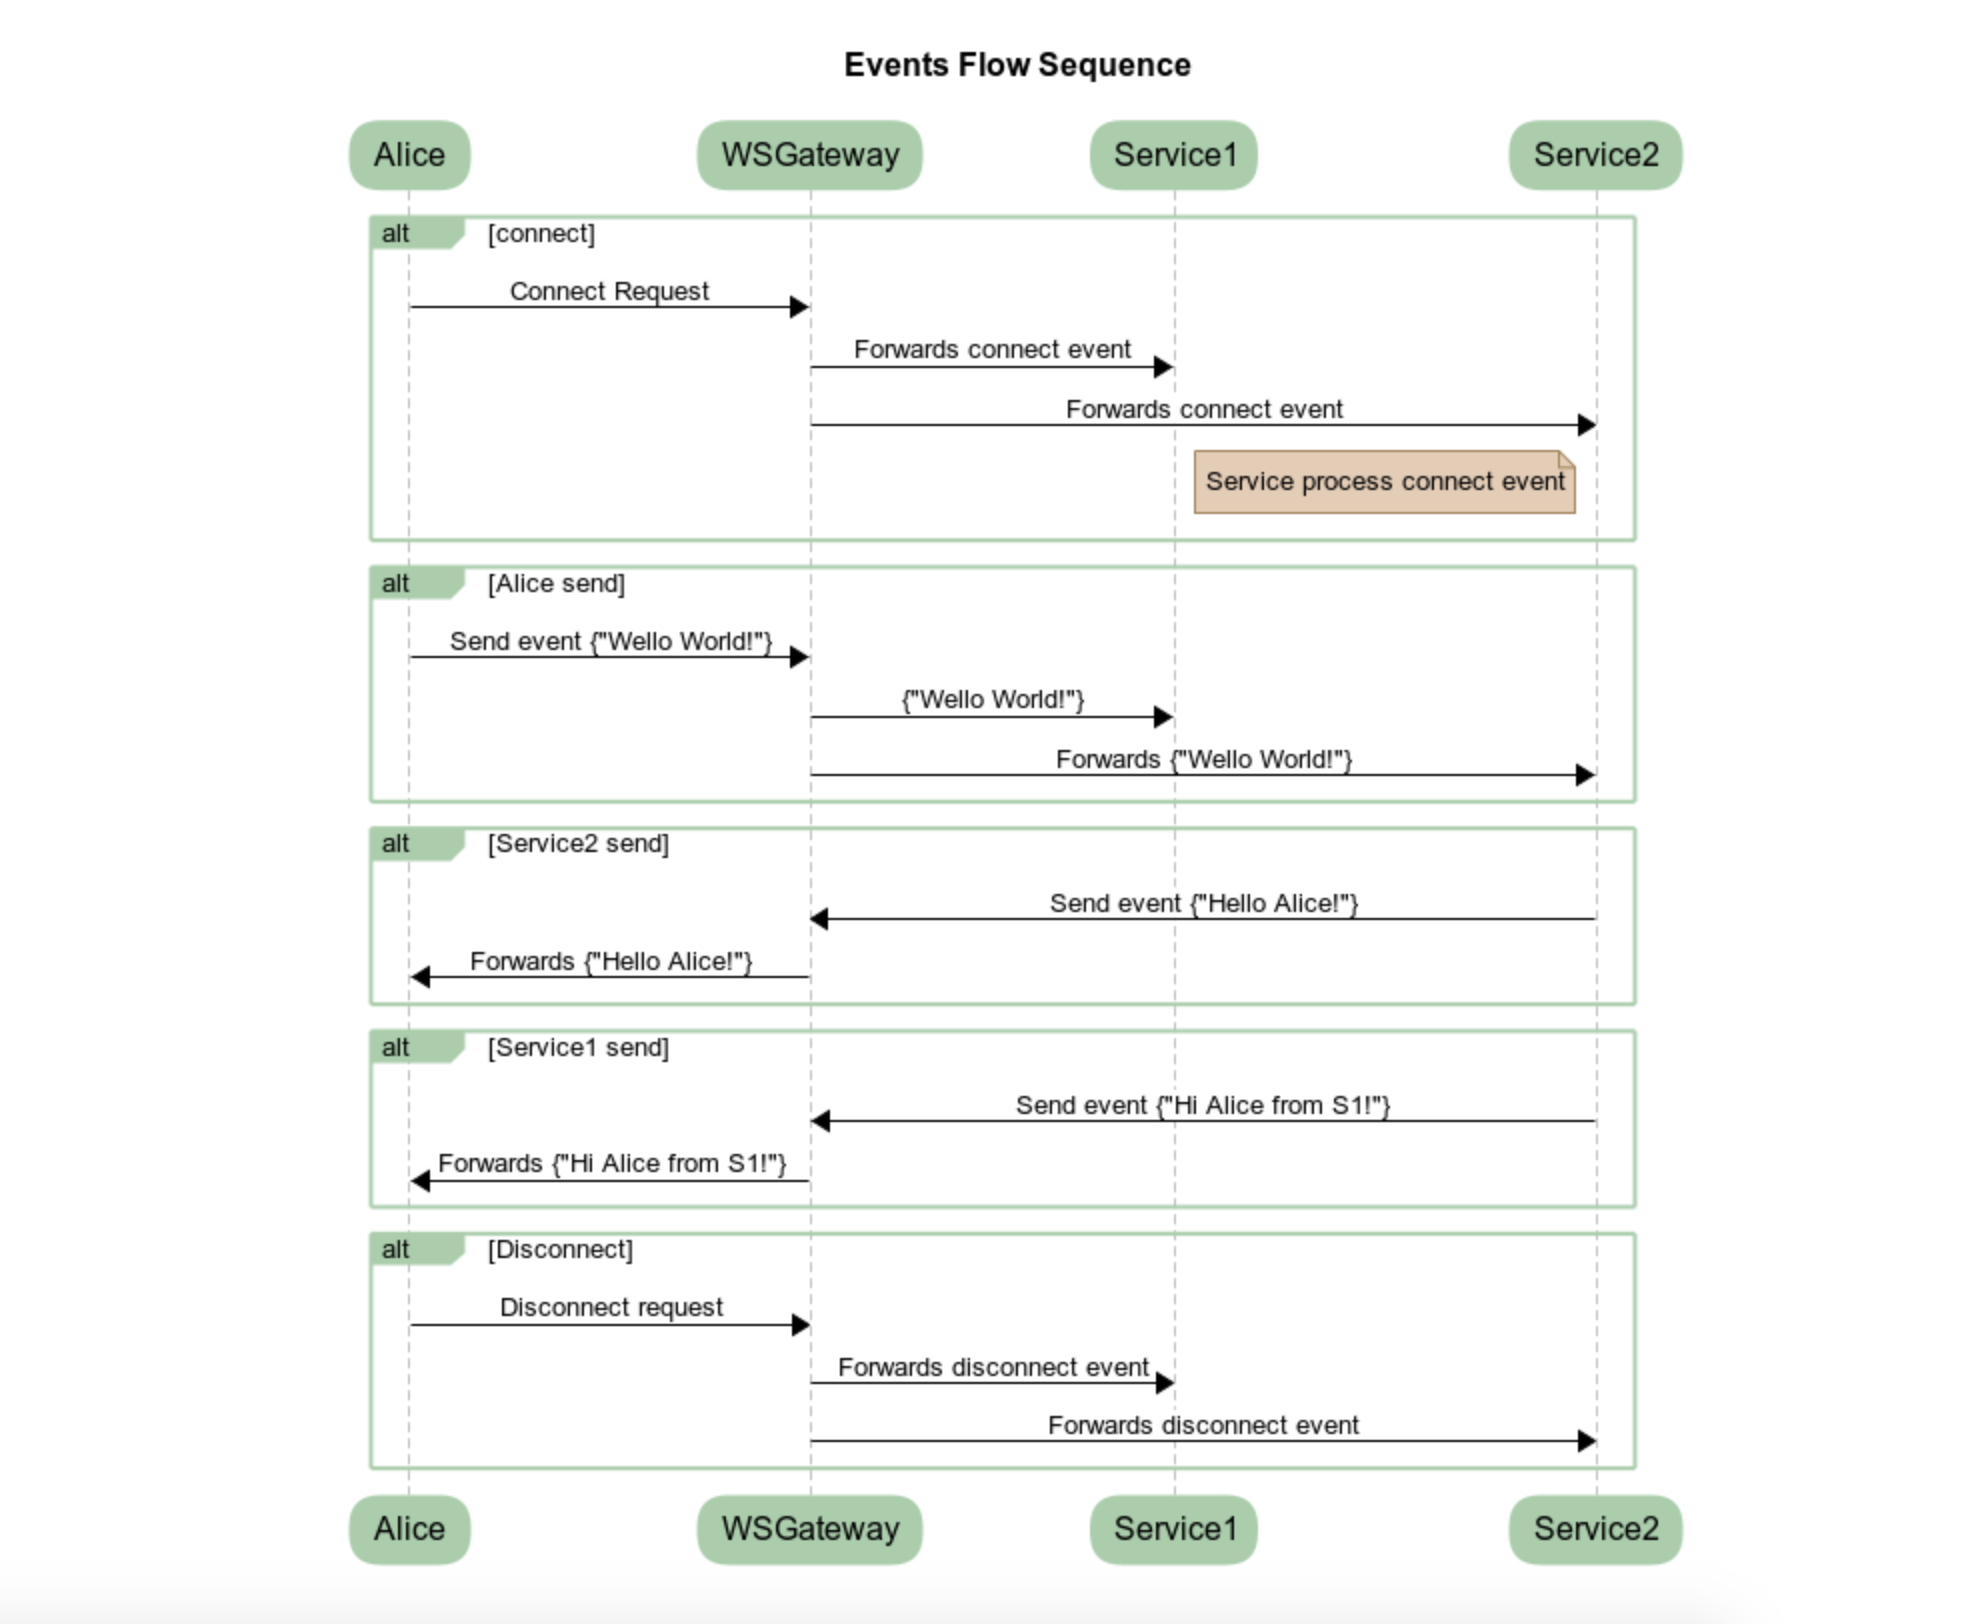 Events Flow Sequence
Alice
WSGateway
Service1
Service2
alt
[connect]
Connect Request
Forwards connect event
Forwards connect event
Service process connect event
alt
[Alice send]
Send event {"Wello World!"}
{"Wello World!"}
Forwards {"Wello World!"}
alt
[Service2 send]
Send event {"Hello Alice!"}
Forwards {"Hello Alice!"}
alt
[Service1 send]
Send event {"Hi Alice from S1!"}
Forwards {"Hi Alice from S1!"}
alt
[Disconnect]
Disconnect request
Forwards disconnect event
Forwards disconnect event
Alice
WSGateway
Service1
Service2